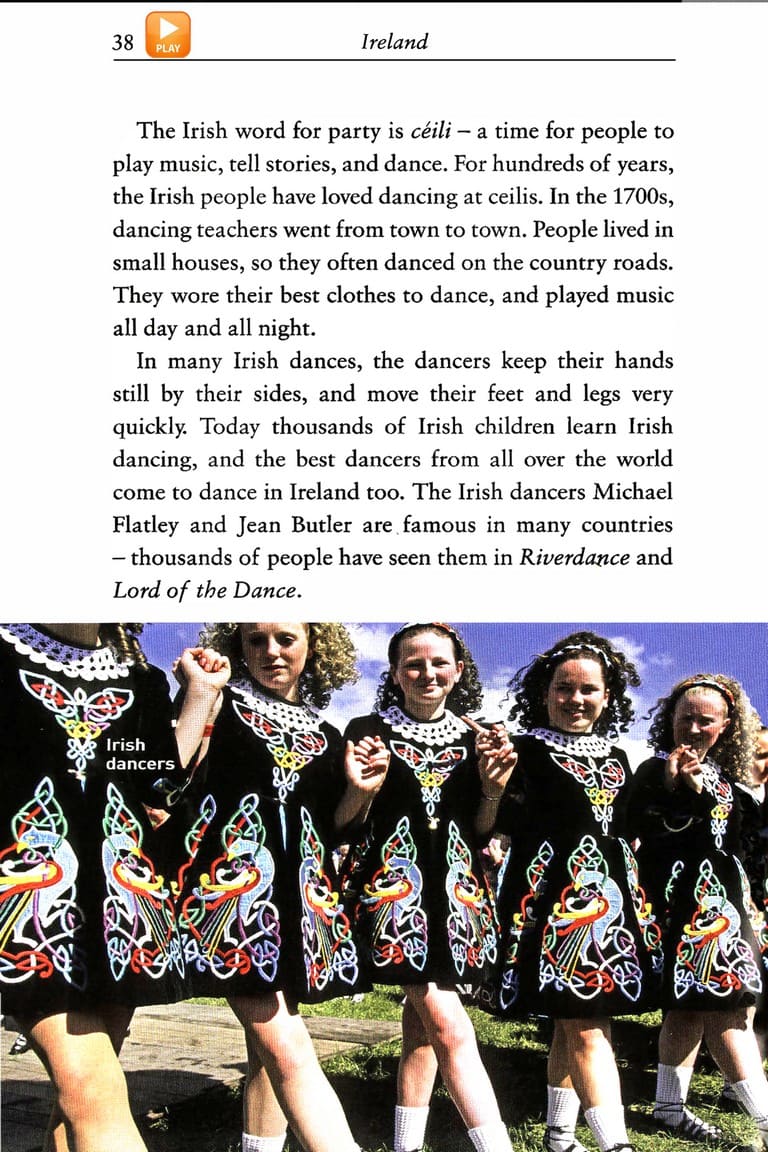 38
PLAY
Ireland
The Irish word for party is céili – a time for people to
play music, tell stories, and dance. For hundreds of years,
the Irish people have loved dancing at ceilis. In the 1700s,
dancing teachers went from town to town. People lived in
small houses, so they often danced on the country roads.
They wore their best clothes to dance, and played music
all day and all night.
In many Irish dances, the dancers keep their hands
still by their sides, and move their feet and legs very
quickly. Today thousands of Irish children learn Irish
dancing, and the best dancers from all over the world
come to dance in Ireland too. The Irish dancers Michael
Flatley and Jean Butler are famous in many countries
– thousands of people have seen them in Riverdance and
Lord of the Dance.
Irish
dancers